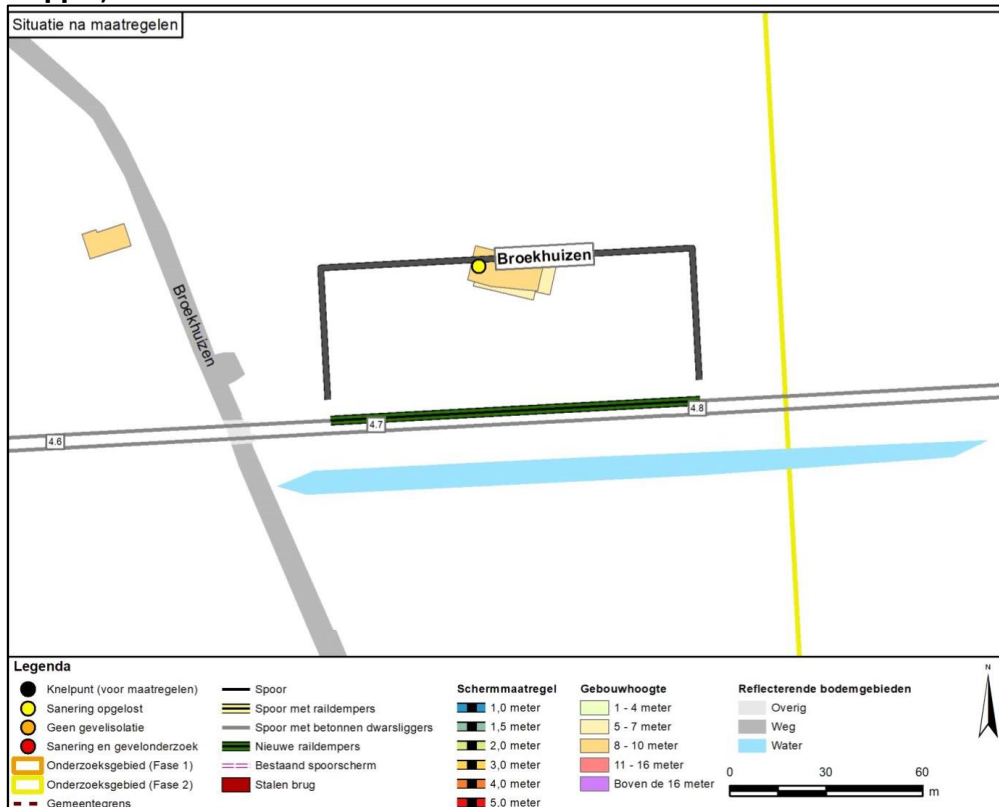 Situatie na maatregelen
Broekhuizen
Broekhuizen
4.6
4.7
4.8
Legenda
Knelpunt (voor maatregelen)
Sanering opgelost
Geen gevelisolatie
Sanering en gevelonderzoek
Onderzoeksgebied (Fase 1)
Onderzoeksgebied (Fase 2)
Gemeentegrens
Spoor
Spoor met raildempers
Spoor met betonnen dwarsliggers
Nieuwe raildempers
Bestaand spoorscherm
Stalen brug
Schermmaatregel
1,0 meter
1,5 meter
2,0 meter
3,0 meter
4,0 meter
5,0 meter
Gebouwhoogte
1 - 4 meter
5 - 7 meter
8 - 10 meter
11 - 16 meter
Boven de 16 meter
Reflecterende bodemgebieden
Overig
Weg
Water
N
0 30 60
m